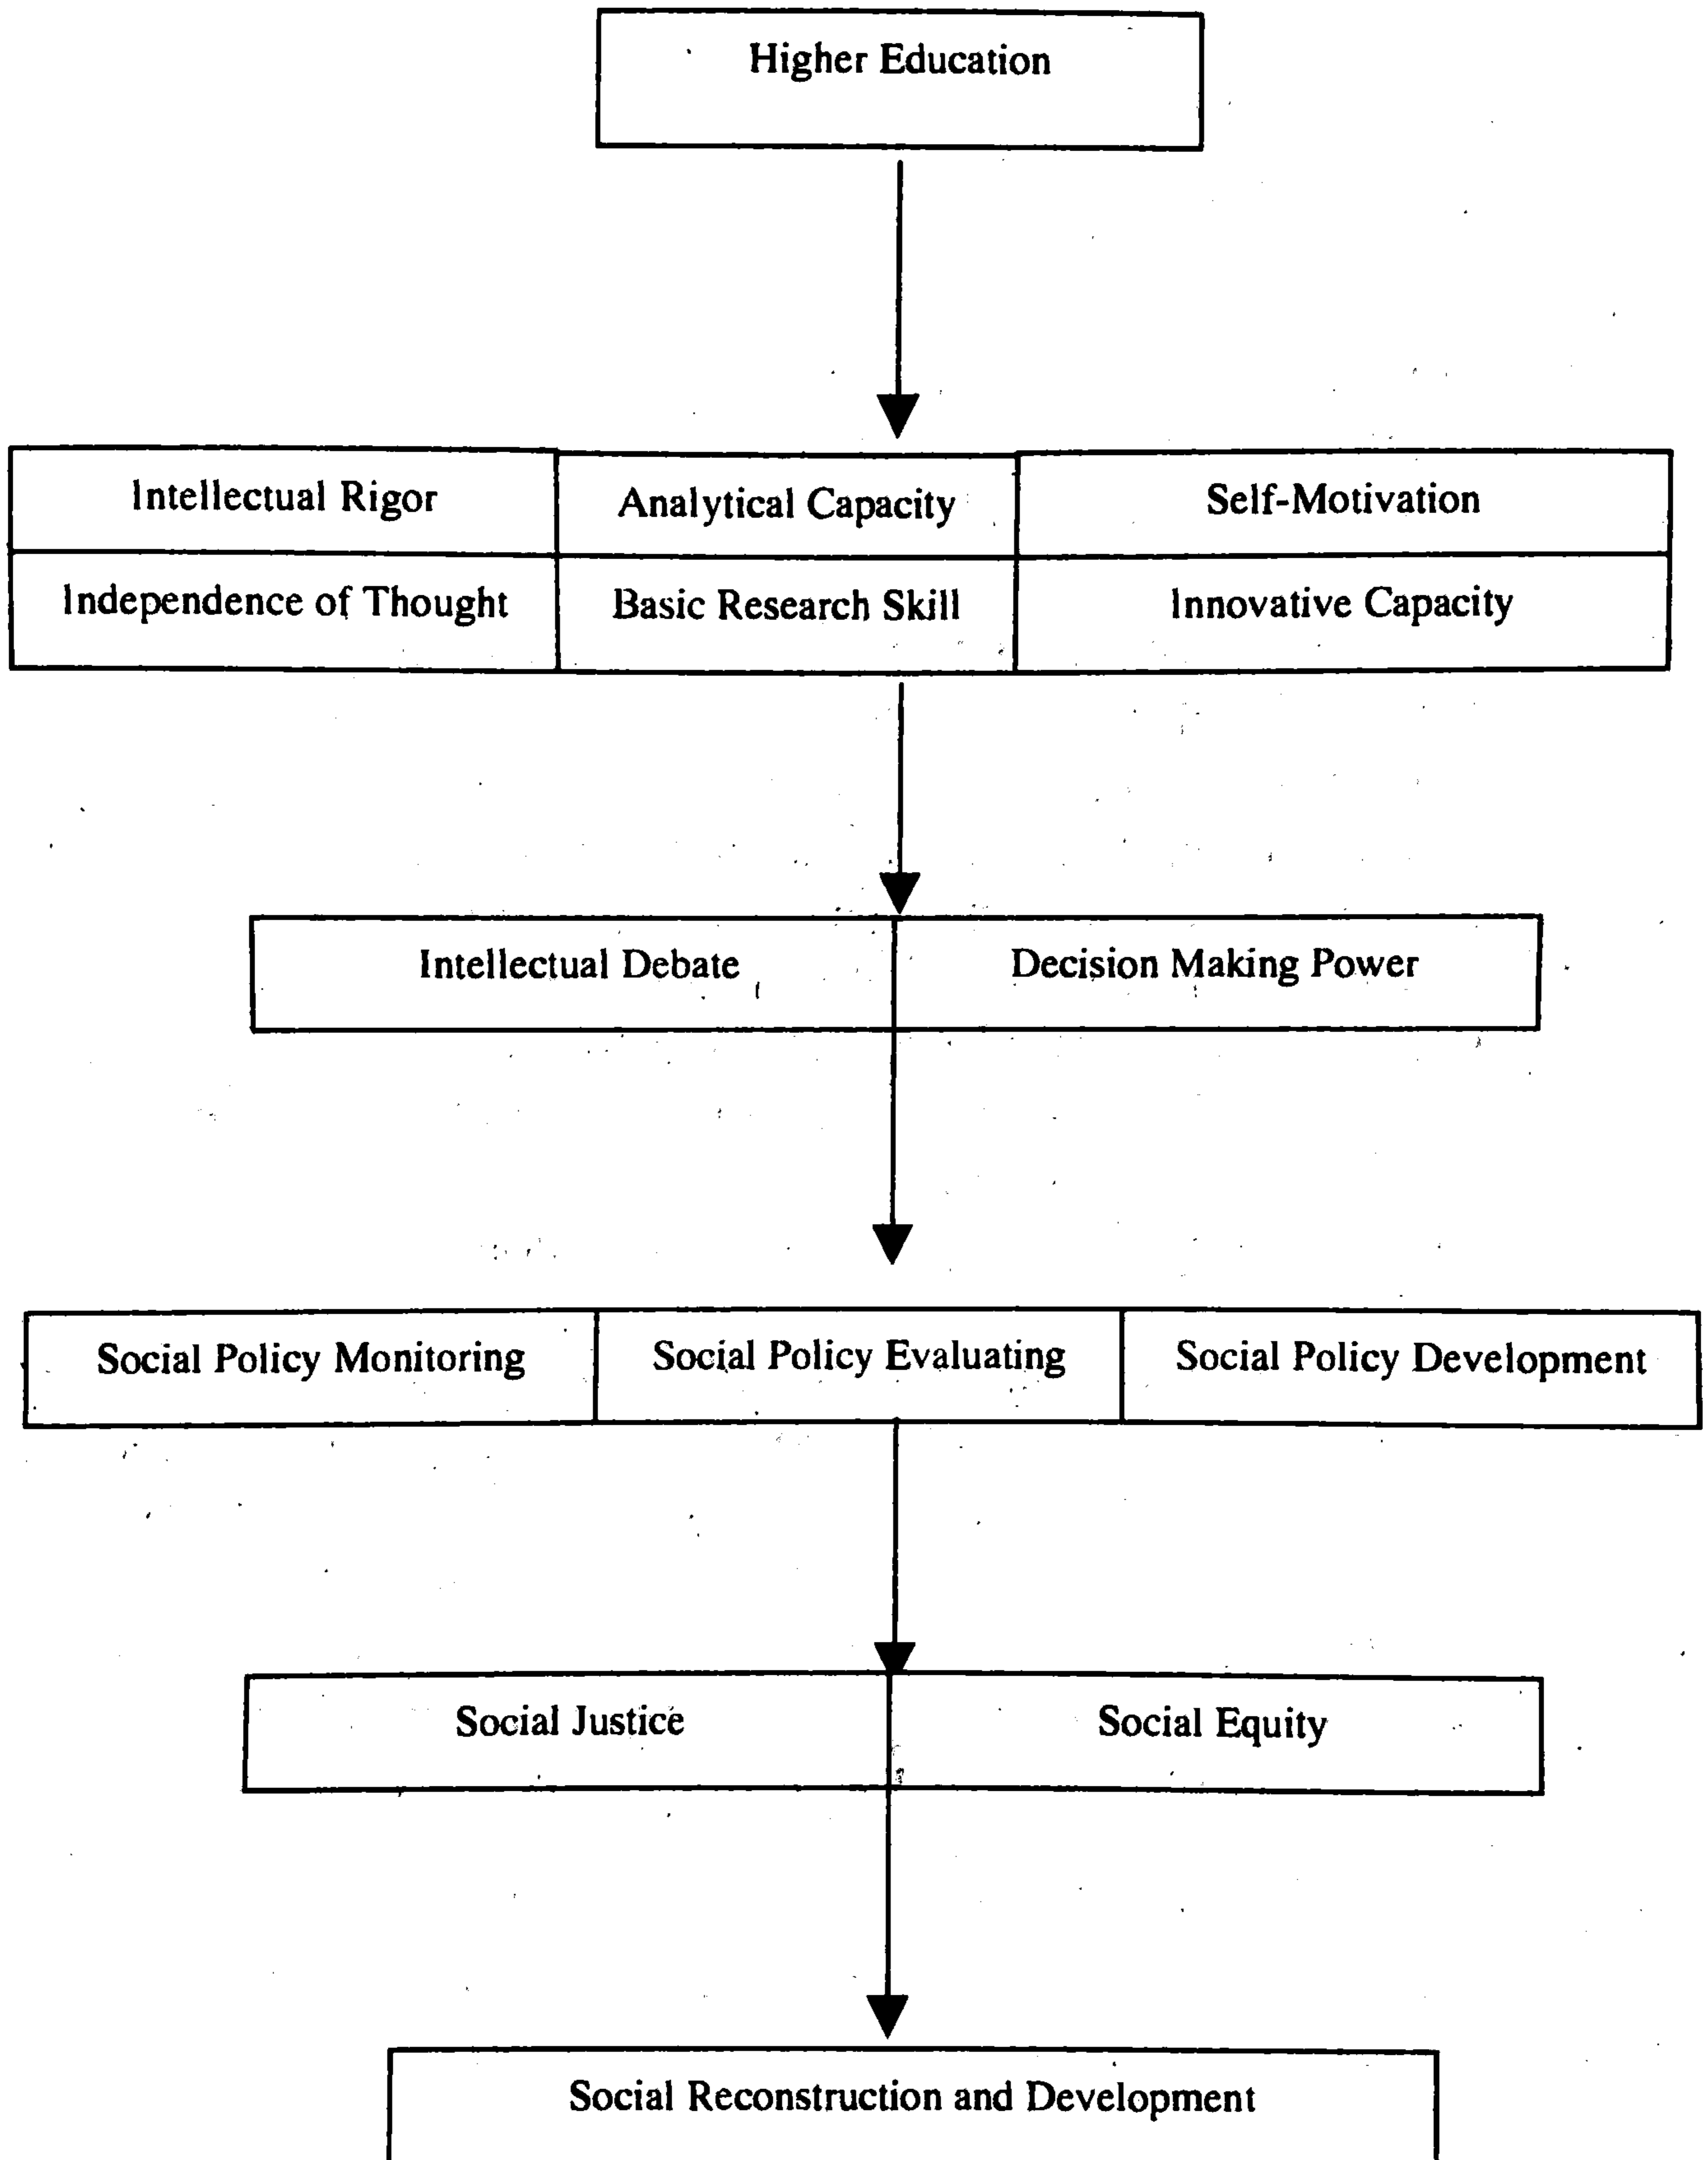 Higher Education
Intellectual Rigor
Analytical Capacity
Self-Motivation
Independence of Thought
Basic Research Skill
Innovative Capacity
Intellectual Debate
Decision Making Power
Social Policy Monitoring
Social Policy Evaluating
Social Policy Development
Social Justice
Social Equity
Social Reconstruction and Development